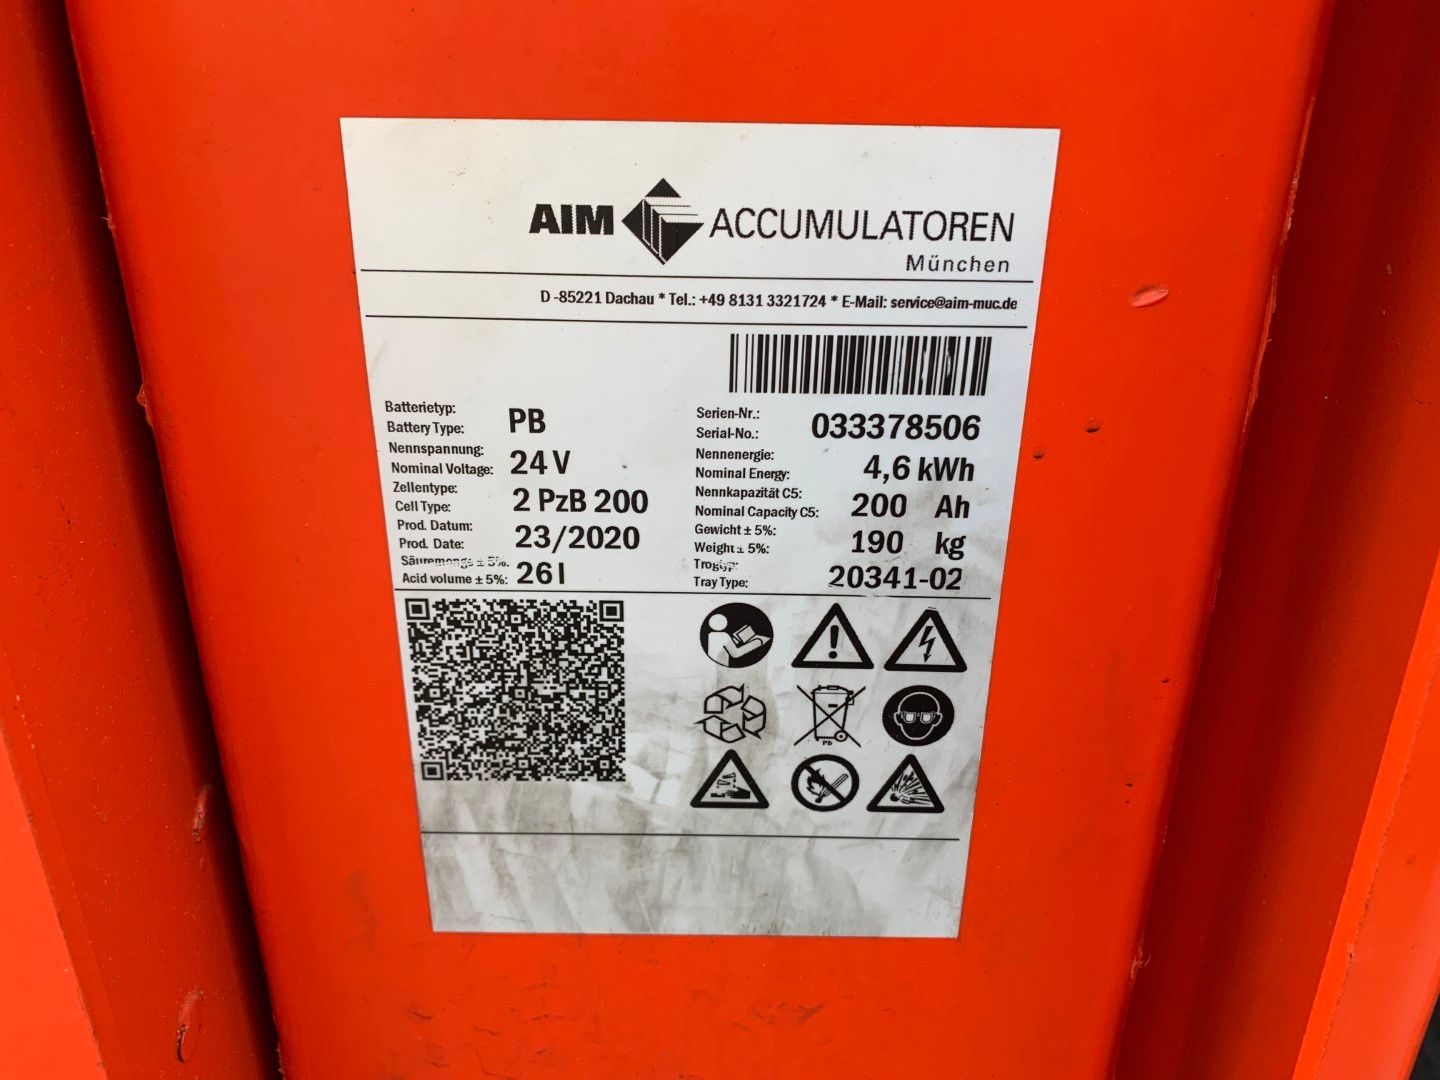 AIM ACCUMULATOREN
München
D -85221 Dachau * Tel.: +49 8131 3321724 * E-Mail: service@aim-muc.de
Batterietyp:
Battery Type: PB
Nennspannung:
Nominal Voltage: 24 V
Zellentype:
Cell Type: 2 PzB 200
Prod. Datum:
Prod. Date: 23/2020
Säuremenge ± 5%:
Acid volume ± 5%: 26 l
Serien-Nr.:
Serial-No.: 033378506
Nennenergie:
Nominal Energy: 4,6 kWh
Nennkapazität C5:
Nominal Capacity C5: 200 Ah
Gewicht ± 5%:
Weight ± 5%: 190 kg
Trogtyp:
Tray Type: 20341-02
Pb